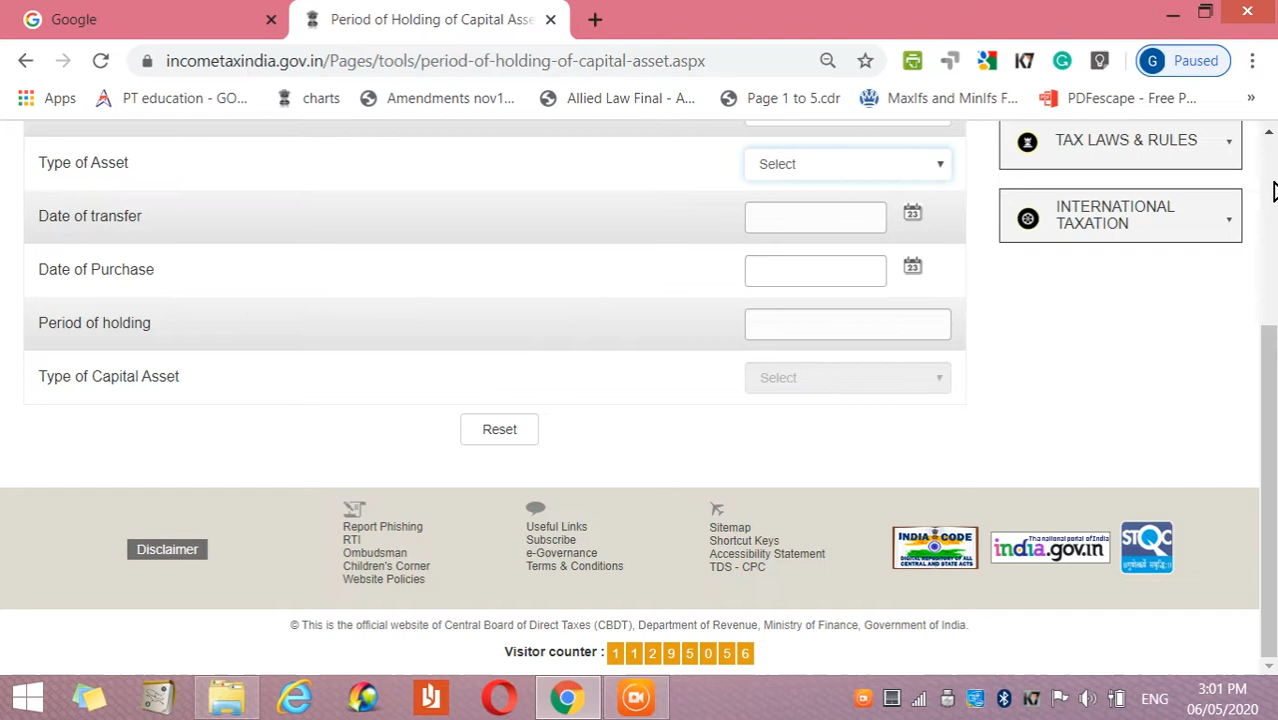 Google
Period of Holding of Capital Asse
incometaxindia.gov.in/Pages/tools/period-of-holding-of-capital-asset.aspx
G Paused
Apps
PT education - GO...
charts
Amendments nov1...
Allied Law Final - A...
Page 1 to 5.cdr
MaxIfs and MinIfs F...
PDFescape - Free P...
»
TAX LAWS & RULES
Type of Asset
Select
INTERNATIONAL
TAXATION
Date of transfer
23
Date of Purchase
23
Period of holding
Type of Capital Asset
Select
Reset
Disclaimer
Report Phishing
RTI
Ombudsman
Children's Corner
Website Policies
Useful Links
Subscribe
e-Governance
Terms & Conditions
Sitemap
Shortcut Keys
Accessibility Statement
TDS - CPC
INDIA CODE
india.gov.in
STQC
© This is the official website of Central Board of Direct Taxes (CBDT), Department of Revenue, Ministry of Finance, Government of India.
Visitor counter : 1 1 2 9 5 0 5 6
ENG
3:01 PM
06/05/2020